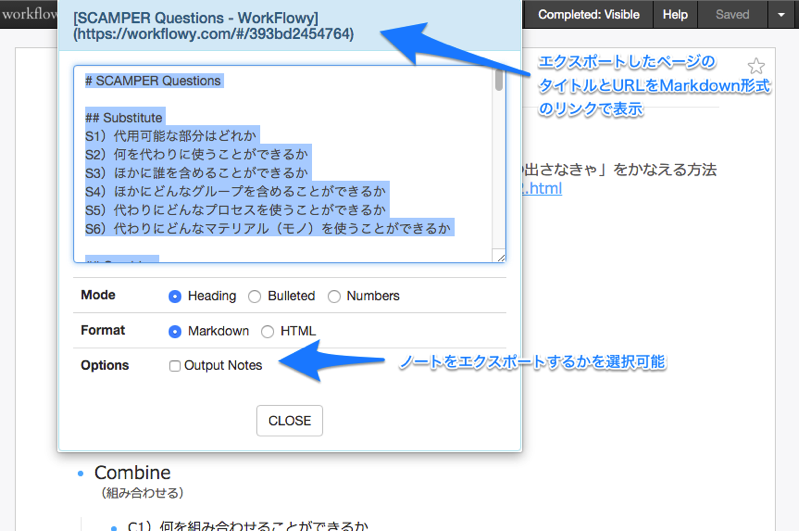 workflowy
Completed: Visible
Help
Saved
[SCAMPER Questions - WorkFlowy]
(https://workflowy.com/#/393bd2454764)
エクスポートしたページの
タイトルとURLをMarkdown形式
のリンクで表示
# SCAMPER Questions
## Substitute
S1）代用可能な部分はどれか
S2）何を代わりに使うことができるか
S3）ほかに誰を含めることができるか
S4）ほかにどんなグループを含めることができるか
S5）代わりにどんなプロセスを使うことができるか
S6）代わりにどんなマテリアル（モノ）を使うことができるか
の出さなきゃ」をかなえる方法
2.html
Mode
Heading
Bulleted
Numbers
Format
Markdown
HTML
Options
Output Notes
ノートをエクスポートするかを選択可能
CLOSE
Combine
（組み合わせる）
C1）何を組み合わせることができるか